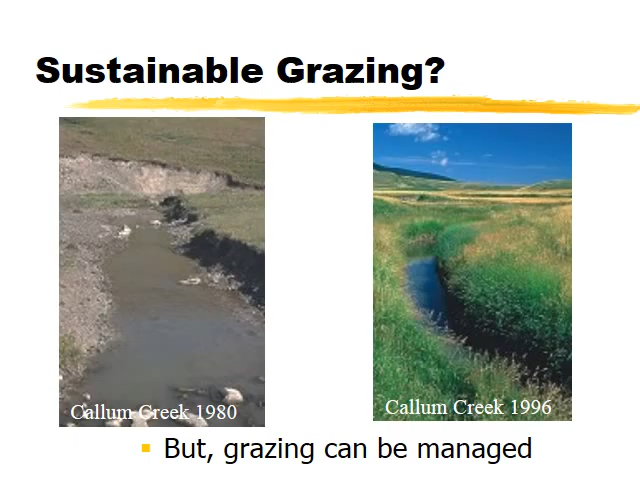 Sustainable Grazing?
Callum Creek 1980
Callum Creek 1996
But, grazing can be managed